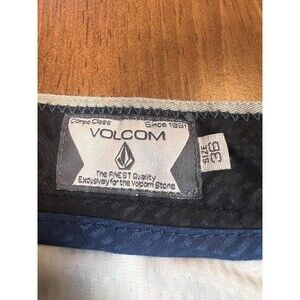 Corpo Class Since 1991
VOLCOM
The FINEST Quality
Exclusively for the Volcom Stone.
SIZE
36